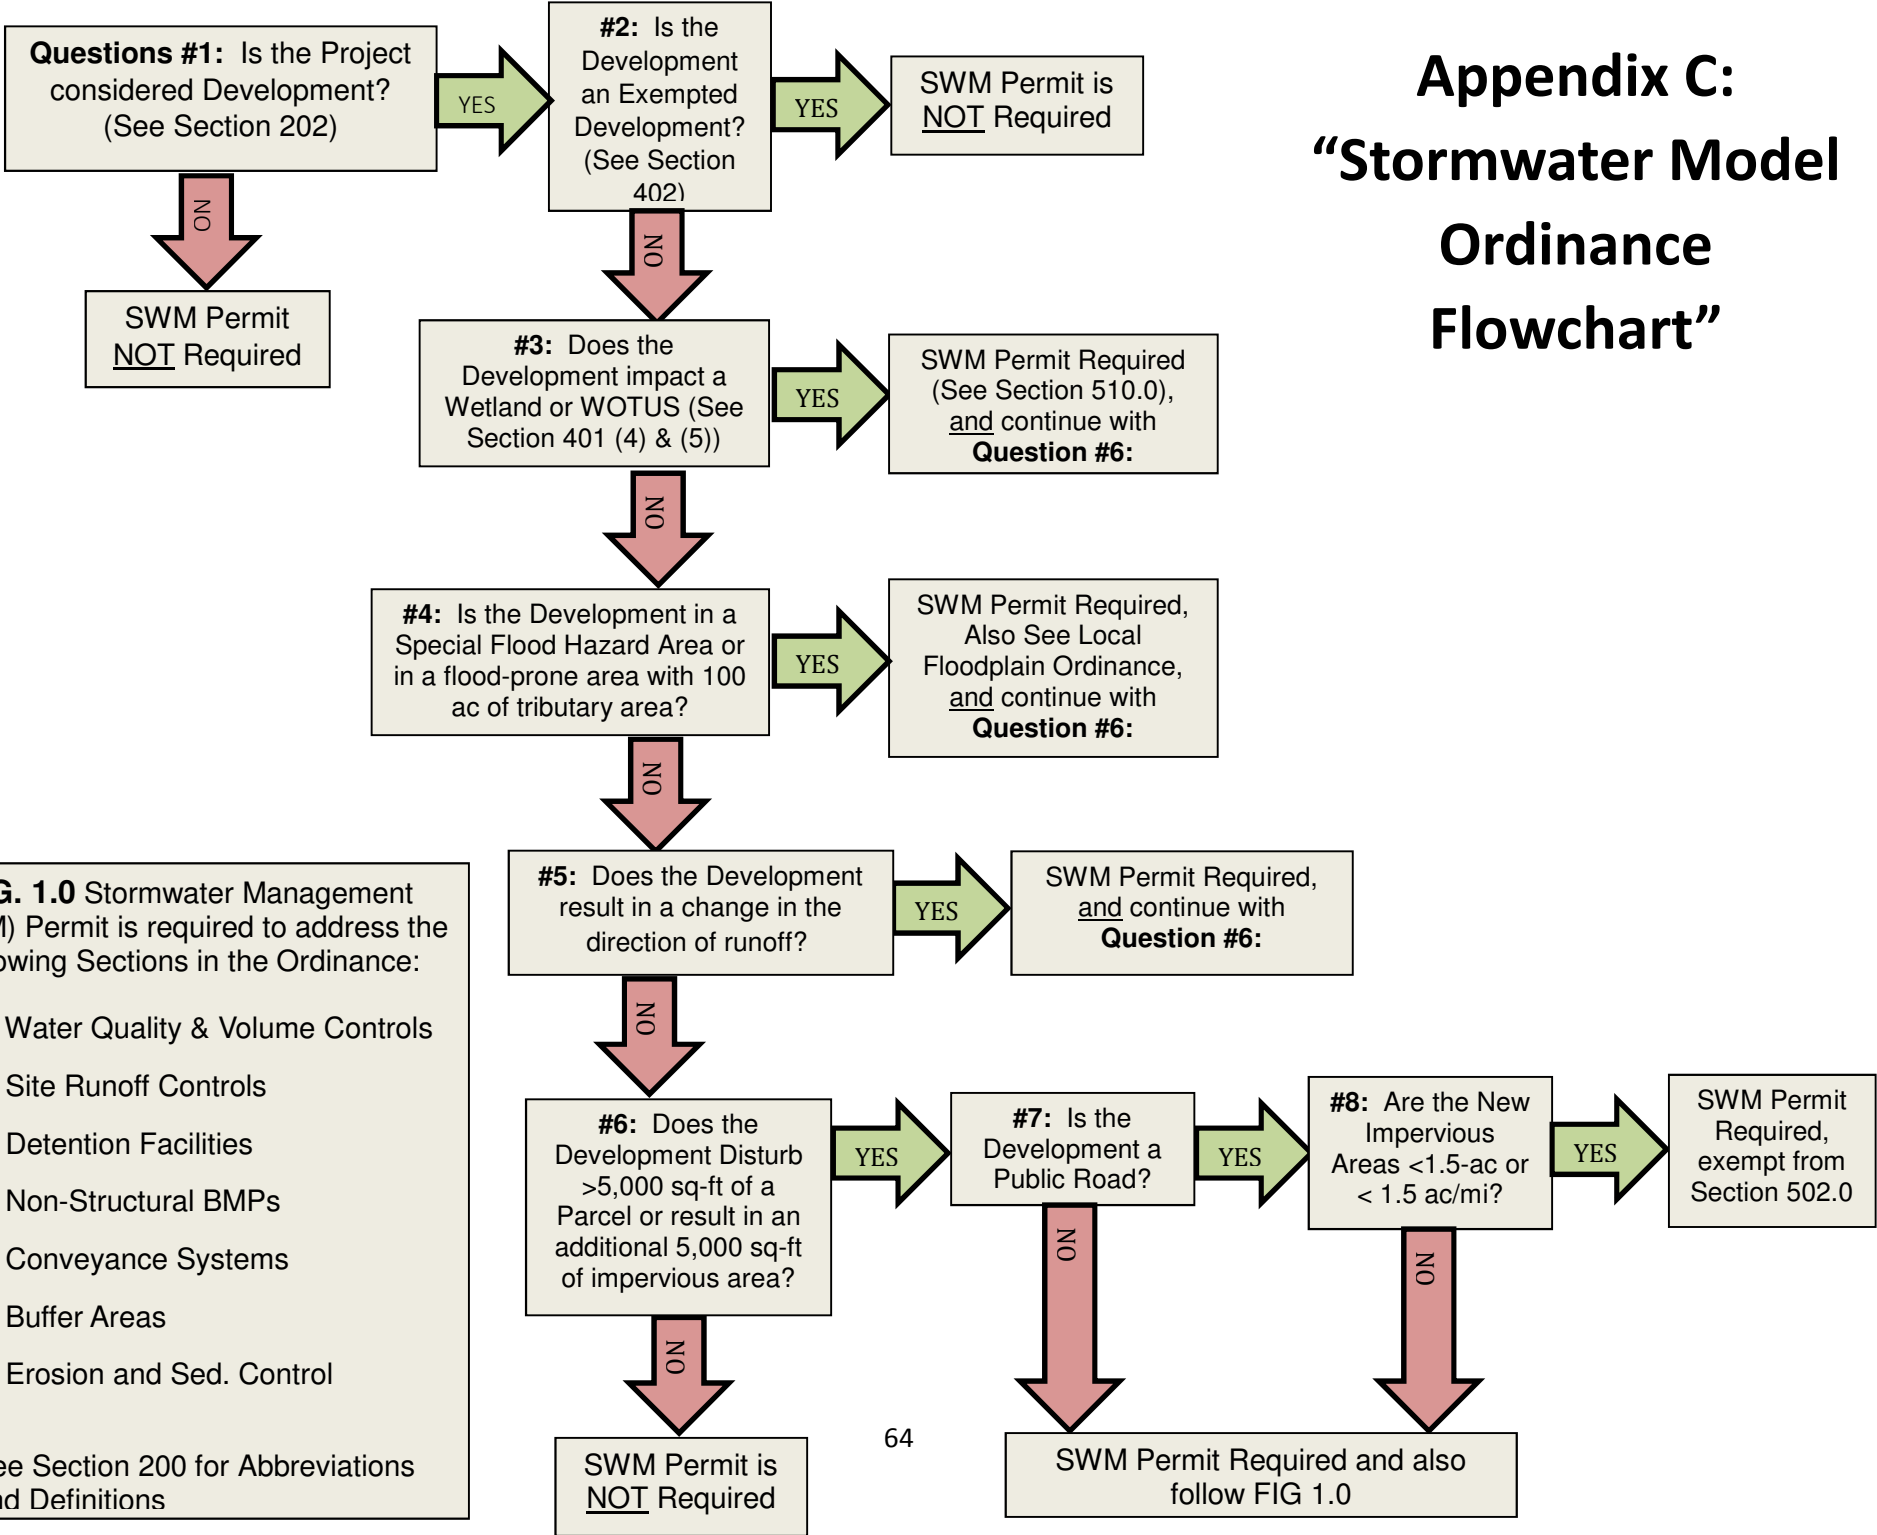 Appendix C:
“Stormwater Model
Ordinance
Flowchart”
Questions #1: Is the Project
considered Development?
(See Section 202)
YES
NO
SWM Permit
NOT Required
#2: Is the
Development
an Exempted
Development?
(See Section
402)
YES
SWM Permit is
NOT Required
NO
#3: Does the
Development impact a
Wetland or WOTUS (See
Section 401 (4) & (5))
YES
SWM Permit Required
(See Section 510.0),
and continue with
Question #6:
NO
#4: Is the Development in a
Special Flood Hazard Area or
in a flood-prone area with 100
ac of tributary area?
YES
SWM Permit Required,
Also See Local
Floodplain Ordinance,
and continue with
Question #6:
NO
#5: Does the Development
result in a change in the
direction of runoff?
YES
SWM Permit Required,
and continue with
Question #6:
NO
#6: Does the
Development Disturb
>5,000 sq-ft of a
Parcel or result in an
additional 5,000 sq-ft
of impervious area?
YES
#7: Is the
Development a
Public Road?
YES
#8: Are the New
Impervious
Areas <1.5-ac or
< 1.5 ac/mi?
YES
SWM Permit
Required,
exempt from
Section 502.0
NO
NO
NO
SWM Permit is
NOT Required
SWM Permit Required and also
follow FIG 1.0
G. 1.0 Stormwater Management
M) Permit is required to address the
owing Sections in the Ordinance:
Water Quality & Volume Controls
Site Runoff Controls
Detention Facilities
Non-Structural BMPs
Conveyance Systems
Buffer Areas
Erosion and Sed. Control
ee Section 200 for Abbreviations
nd Definitions
64